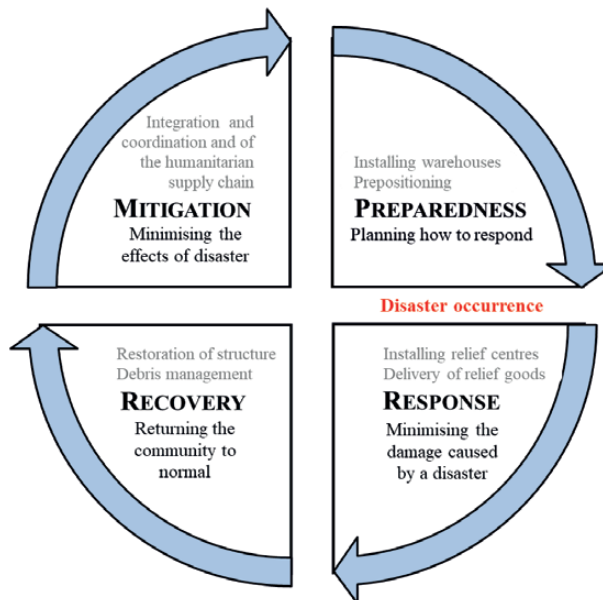 Integration and
coordination and of
the humanitarian
supply chain
MITIGATION
Minimising the
effects of disaster
Installing warehouses
Prepositioning
PREPAREDNESS
Planning how to respond
Disaster occurrence
Restoration of structure
Debris management
RECOVERY
Returning the
community to
normal
Installing relief centres
Delivery of relief goods
RESPONSE
Minimising the
damage caused
by a disaster